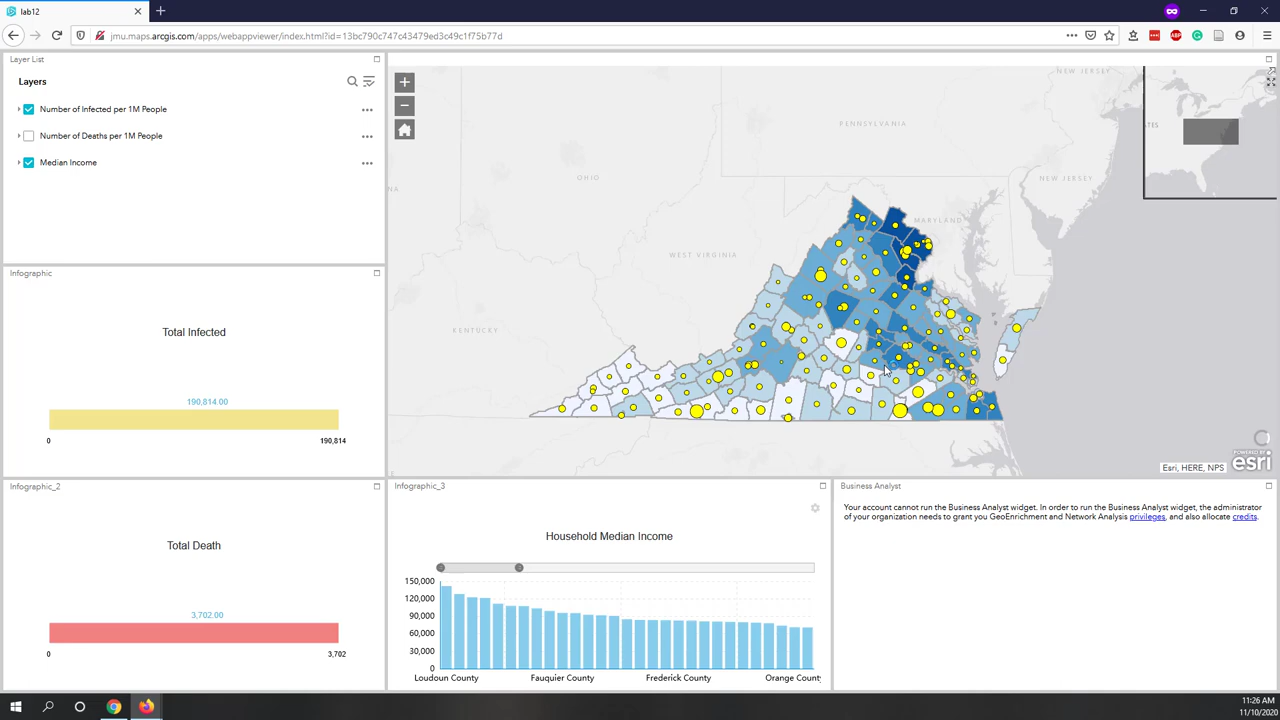 lab12
jmu.maps.arcgis.com/apps/webappviewer/index.html?id=13bc790c747c43479ed3c49c1f75b77d
ABP
Layer List
Layers
Number of Infected per 1M People
Number of Deaths per 1M People
Median Income
NEW JERSEY
PENNSYLVANIA
OHIO
NEW JERSEY
MARYLAND
WEST VIRGINIA
KENTUCKY
NA
TES
Esri, HERE, NPS
POWERED BY
esri
Infographic
Total Infected
190,814.00
0
190,814
Infographic_2
Total Death
3,702.00
0
3,702
Infographic_3
Household Median Income
150,000
120,000
90,000
60,000
30,000
0
Loudoun County
Fauquier County
Frederick County
Orange County
Business Analyst
Your account cannot run the Business Analyst widget. In order to run the Business Analyst widget, the administrator
of your organization needs to grant you GeoEnrichment and Network Analysis privileges, and also allocate credits.
11:26 AM
11/10/2020